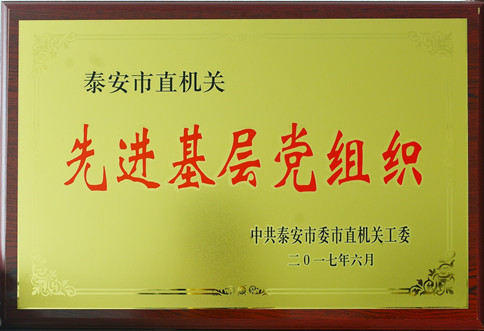 泰安市直机关
先进基层党组织
中共泰安市委市直机关工委
二0一七年六月